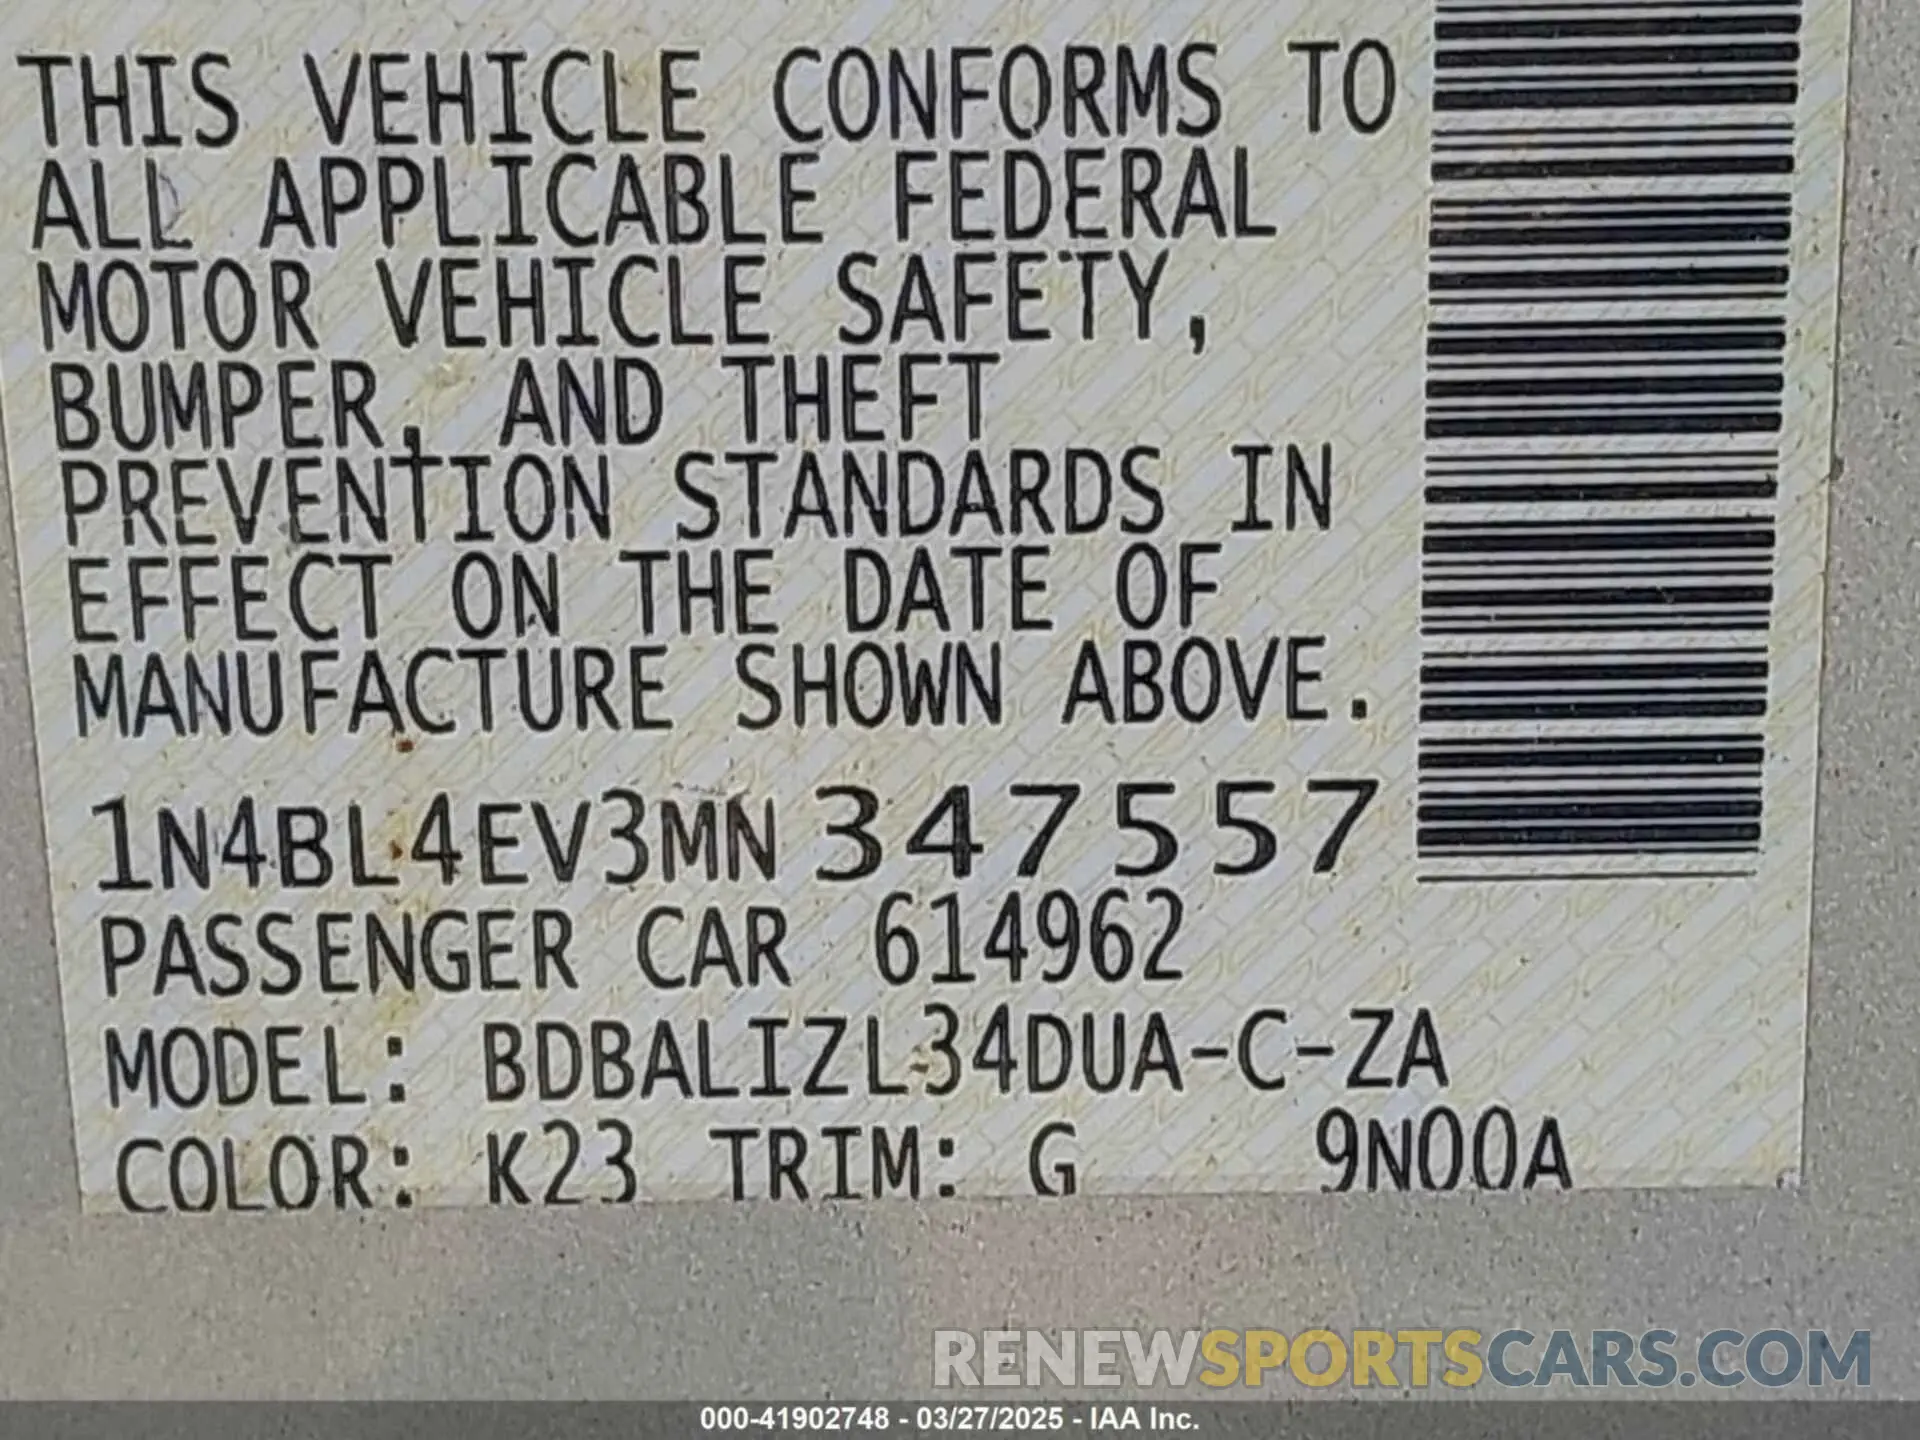 THIS VEHICLE CONFORMS TO
ALL APPLICABLE FEDERAL
MOTOR VEHICLE SAFETY,
BUMPER, AND THEFT
PREVENTION STANDARDS IN
EFFECT ON THE DATE OF
MANUFACTURE SHOWN ABOVE.
1N4BL4EV3MN347557
PASSENGER CAR 614962
MODEL: BDBALIZL34DUA-C-ZA
COLOR: K23 TRIM: G 9N00A
RENEWSPORTSCARS.COM
000-41902748 - 03/27/2025 - IAA Inc.